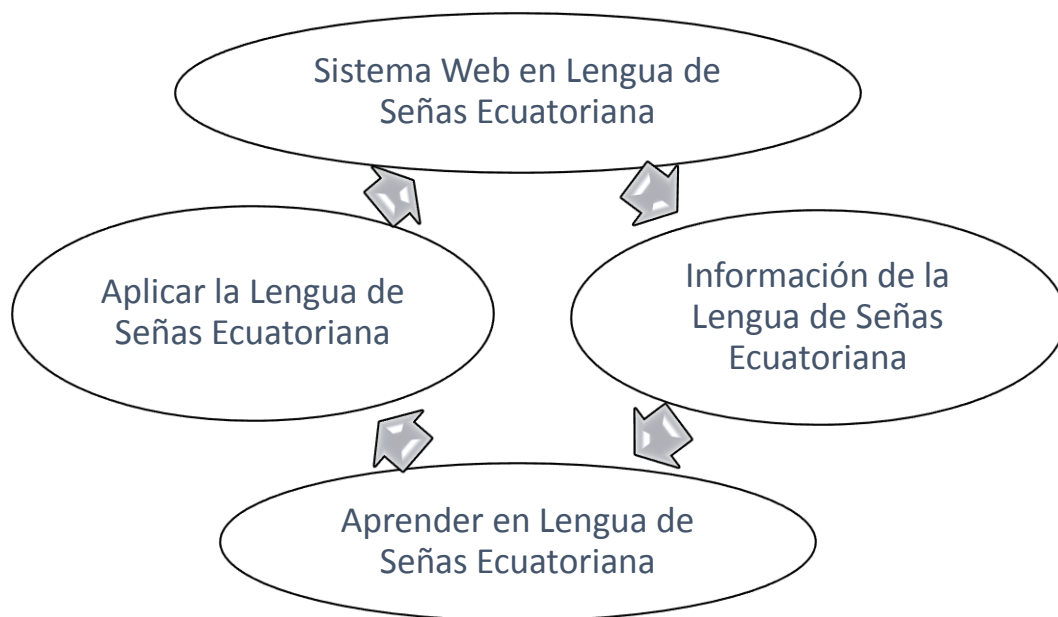 Sistema Web en Lengua de
Señas Ecuatoriana
Aplicar la Lengua de
Señas Ecuatoriana
Información de la
Lengua de Señas
Ecuatoriana
Aprender en Lengua de
Señas Ecuatoriana